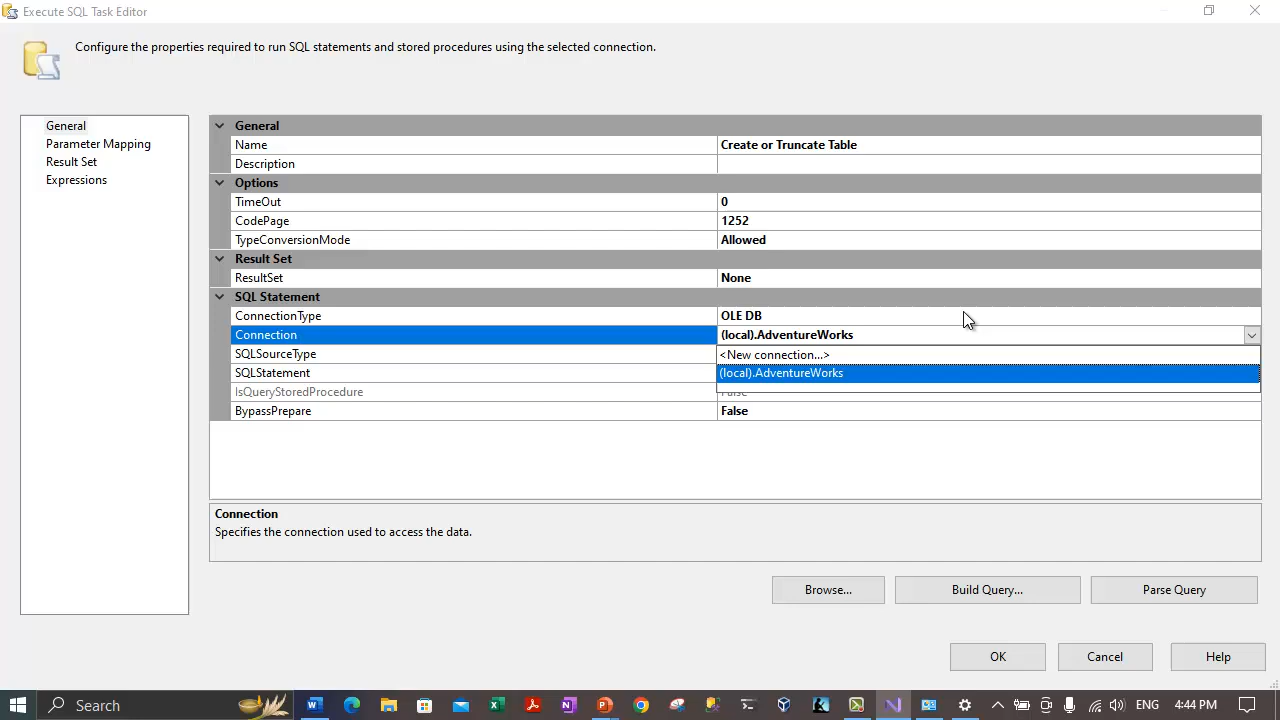 Execute SQL Task Editor
Configure the properties required to run SQL statements and stored procedures using the selected connection.
General
Parameter Mapping
Result Set
Expressions
General
Name Create or Truncate Table
Description
Options
TimeOut 0
CodePage 1252
TypeConversionMode Allowed
Result Set
ResultSet None
SQL Statement
ConnectionType OLE DB
Connection (local).AdventureWorks
SQLSourceType <New connection...>
SQLStatement (local).AdventureWorks
IsQueryStoredProcedure False
BypassPrepare False
Connection
Specifies the connection used to access the data.
Browse... Build Query... Parse Query
OK Cancel Help
Search ENG 4:44 PM